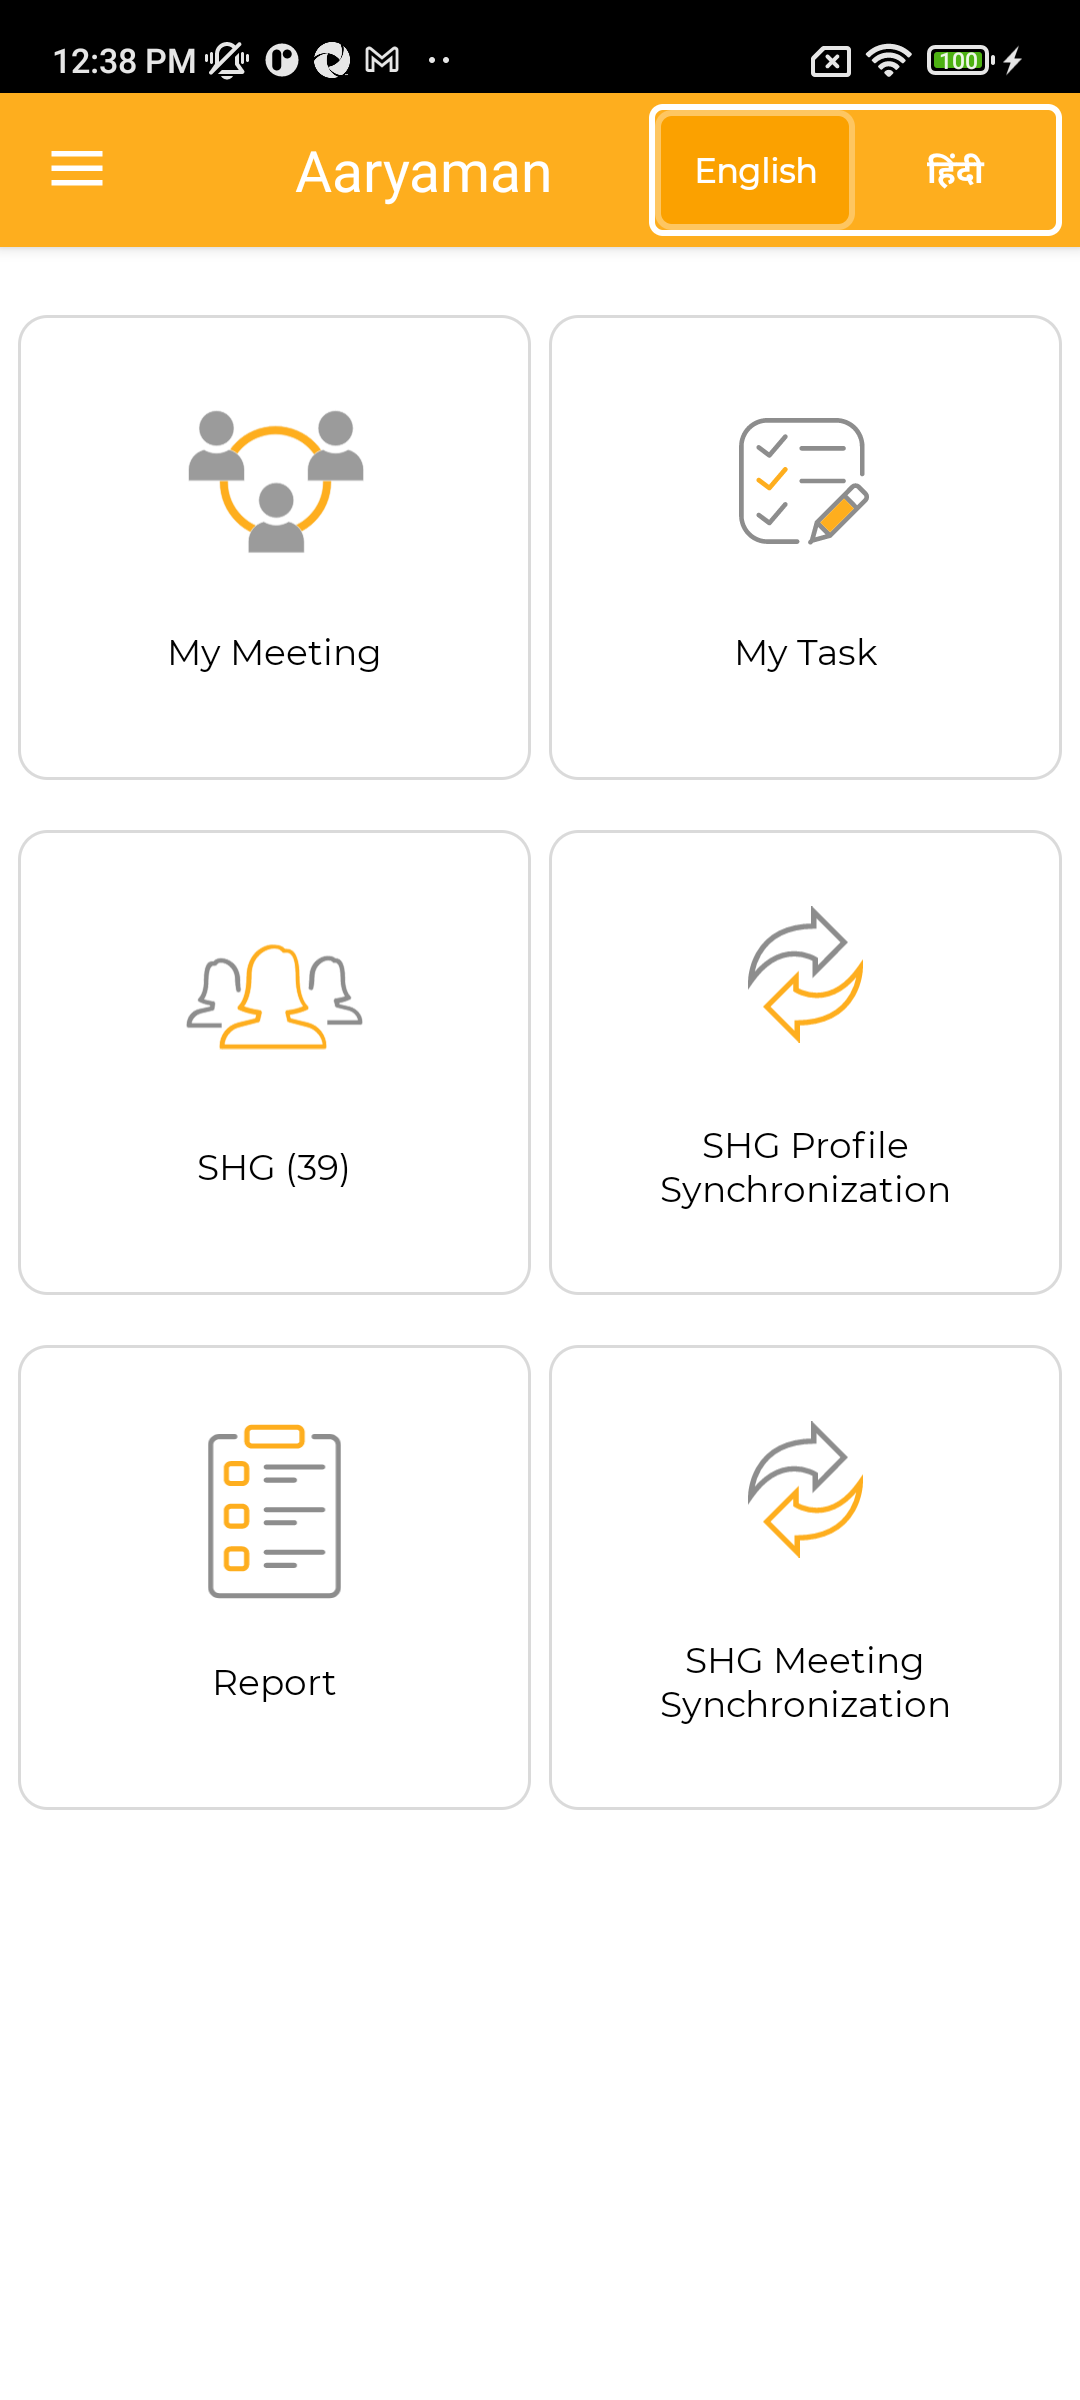 12:38 PM
100
Aaryaman
English
हिंदी
My Meeting
My Task
SHG (39)
SHG Profile
Synchronization
Report
SHG Meeting
Synchronization